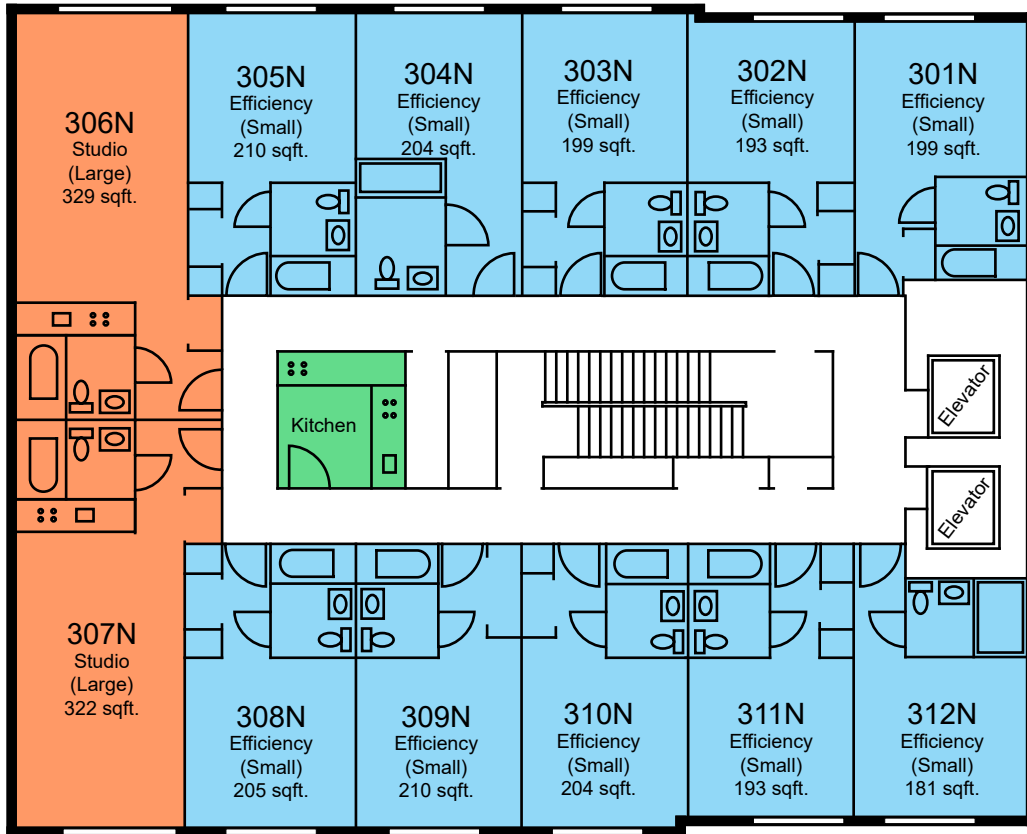 305N
Efficiency
(Small)
210 sqft.
304N
Efficiency
(Small)
204 sqft.
303N
Efficiency
(Small)
199 sqft.
302N
Efficiency
(Small)
193 sqft.
301N
Efficiency
(Small)
199 sqft.
306N
Studio
(Large)
329 sqft.
Kitchen
Elevator
Elevator
307N
Studio
(Large)
322 sqft.
308N
Efficiency
(Small)
205 sqft.
309N
Efficiency
(Small)
210 sqft.
310N
Efficiency
(Small)
204 sqft.
311N
Efficiency
(Small)
193 sqft.
312N
Efficiency
(Small)
181 sqft.